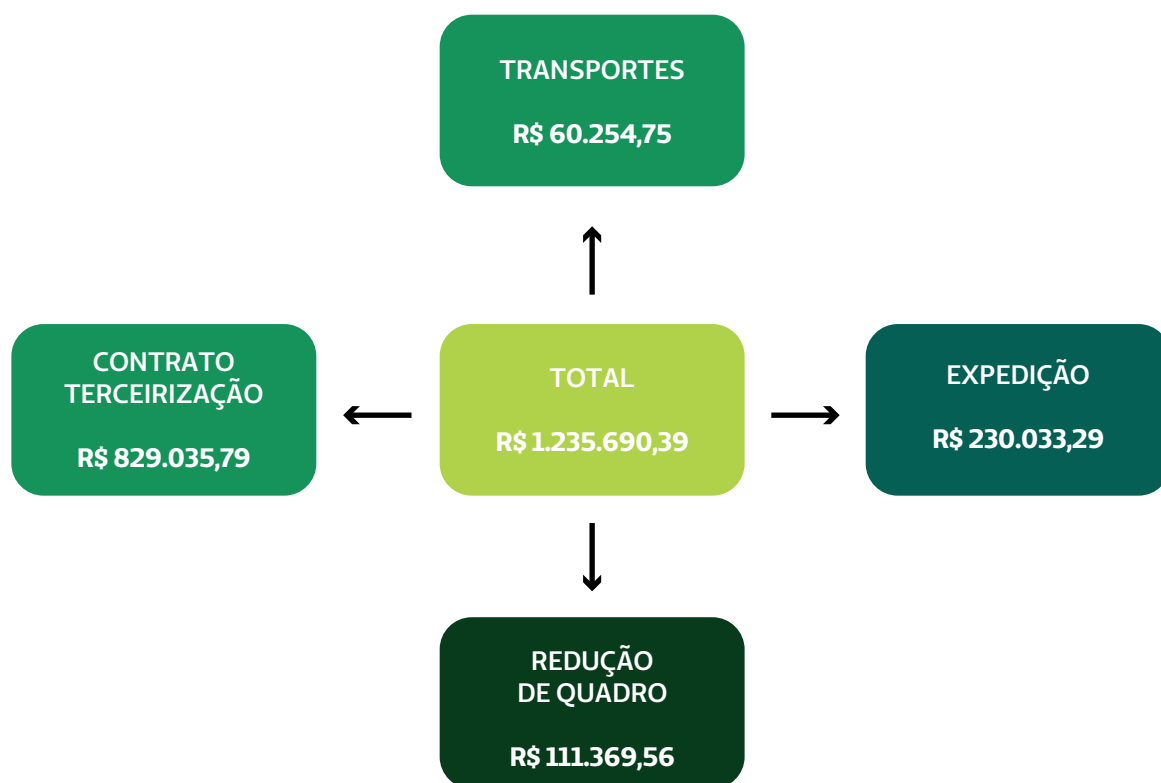 TRANSPORTES
R$ 60.254,75
CONTRATO
TERCEIRIZAÇÃO
R$ 829.035,79
TOTAL
R$ 1.235.690,39
EXPEDIÇÃO
R$ 230.033,29
REDUÇÃO
DE QUADRO
R$ 111.369,56